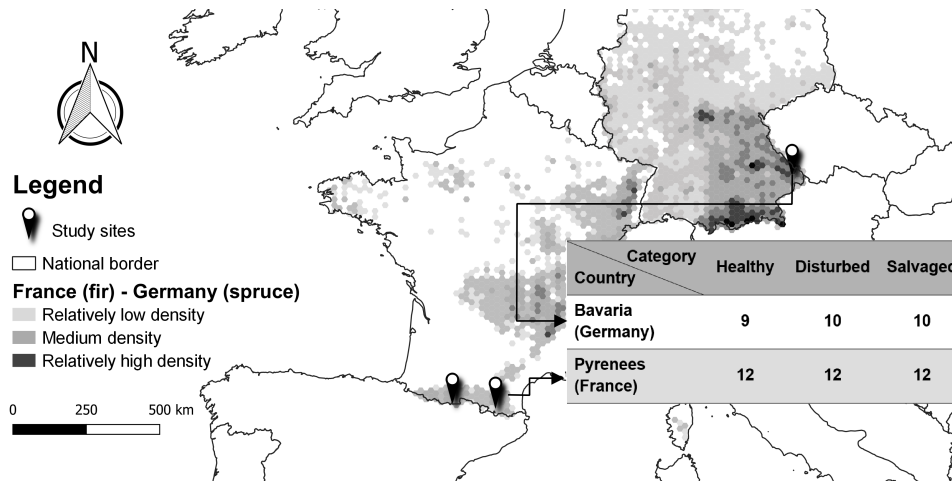 N
Legend
Study sites
National border
France (fir) - Germany (spruce)
Relatively low density
Medium density
Relatively high density
0 250 500 km
Category
Country
Healthy Disturbed Salvaged
Bavaria
(Germany)
9 10 10
Pyrenees
(France)
12 12 12